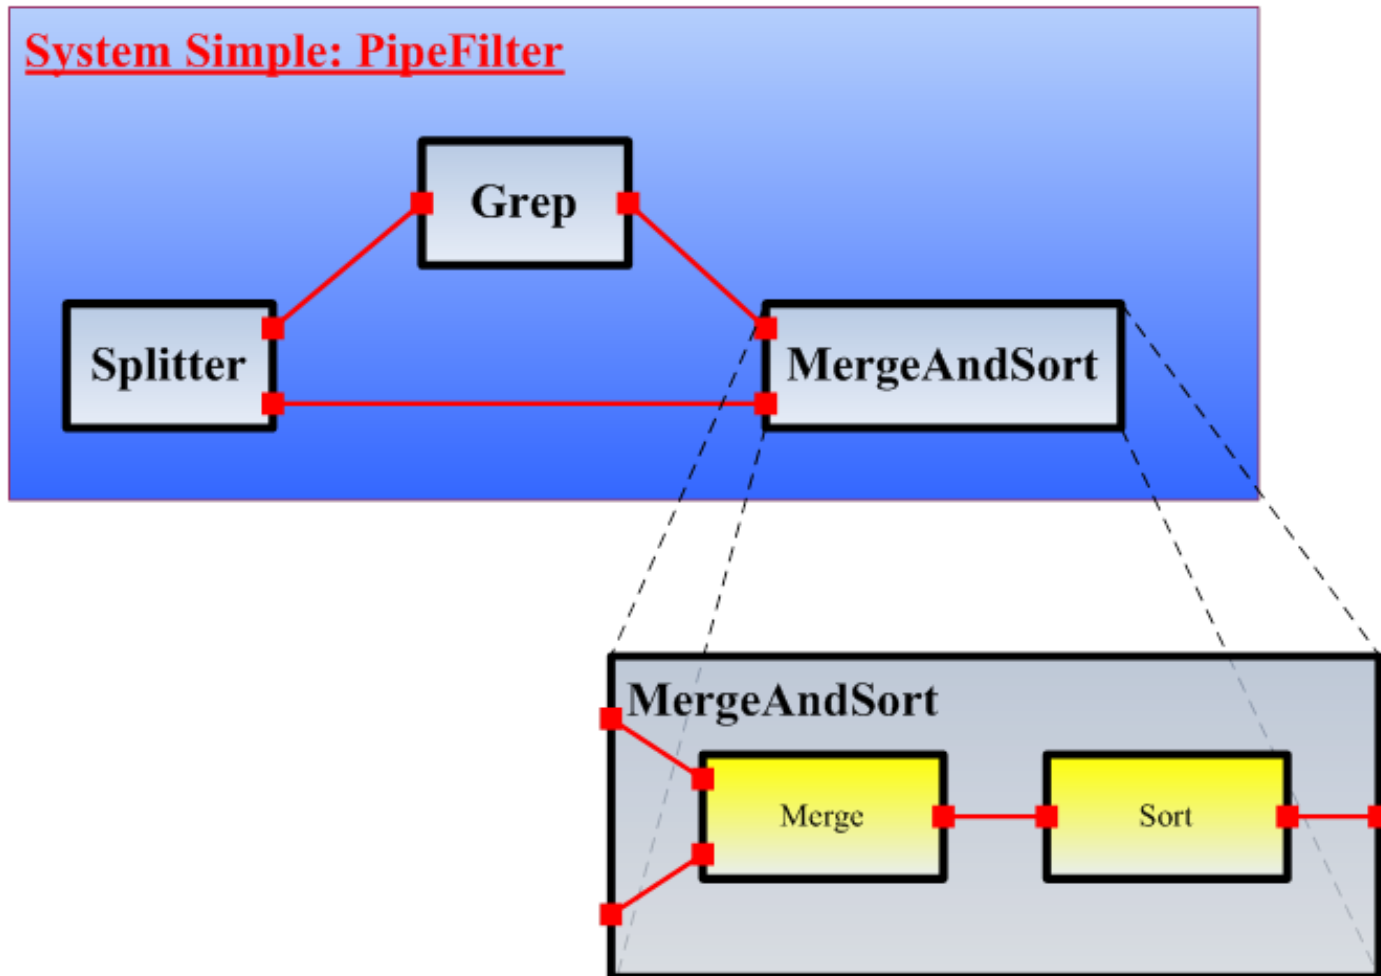 System Simple: PipeFilter
Grep
Splitter
MergeAndSort
MergeAndSort
Merge
Sort